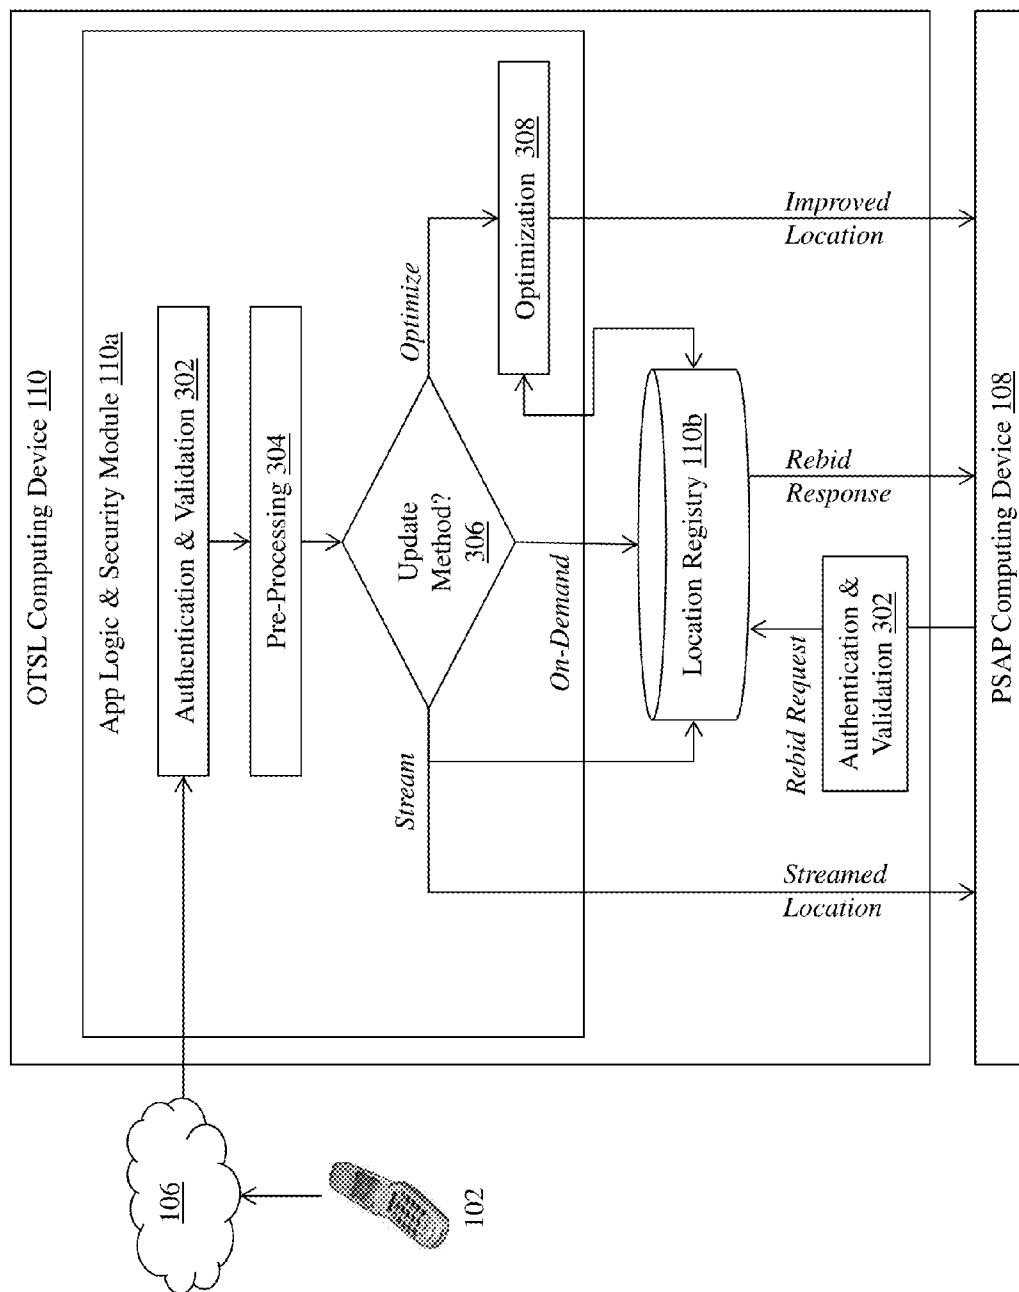 OTSL Computing Device 110
App Logic & Security Module 110a
Authentication & Validation 302
Pre-Processing 304
Update
Method?
306
Stream
On-Demand
Optimize
Optimization 308
Location Registry 110b
Rebid Request
Authentication &
Validation 302
Rebid
Response
Streamed
Location
Improved
Location
PSAP Computing Device 108
106
102